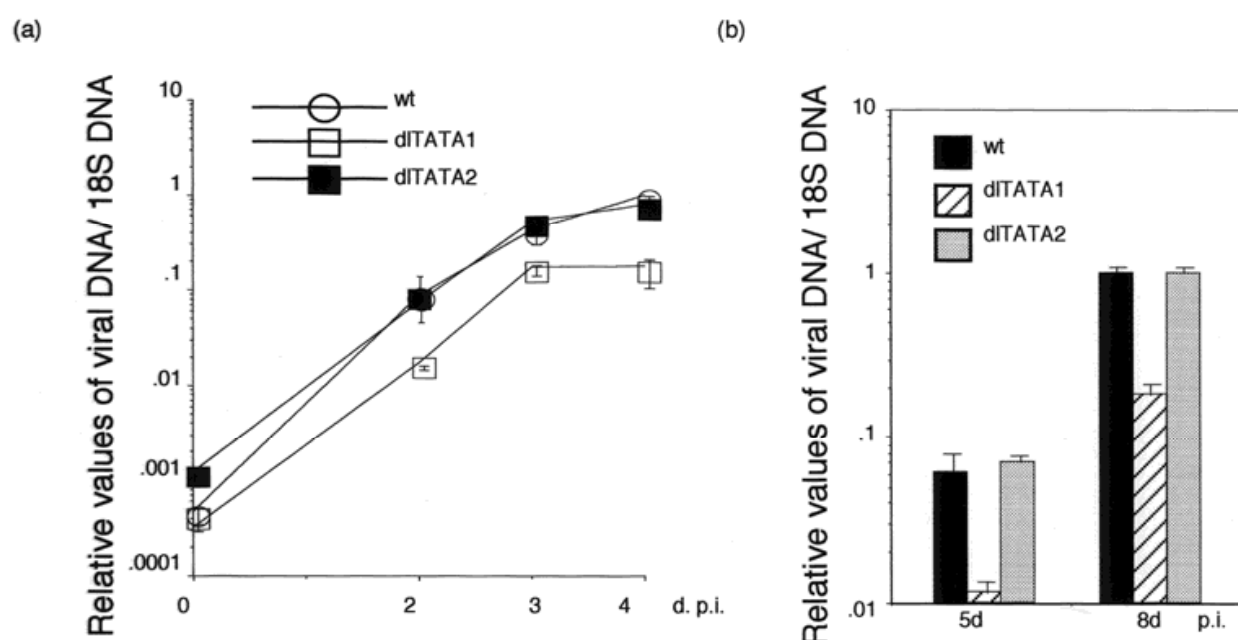 (a)
Relative values of viral DNA/ 18S DNA
10
1
.1
.01
.001
.0001
wt
dlTATA1
dlTATA2
0 2 3 4 d. p.i.
(b)
Relative values of viral DNA/ 18S DNA
10
1
.1
.01
wt
dlTATA1
dlTATA2
5d 8d p.i.